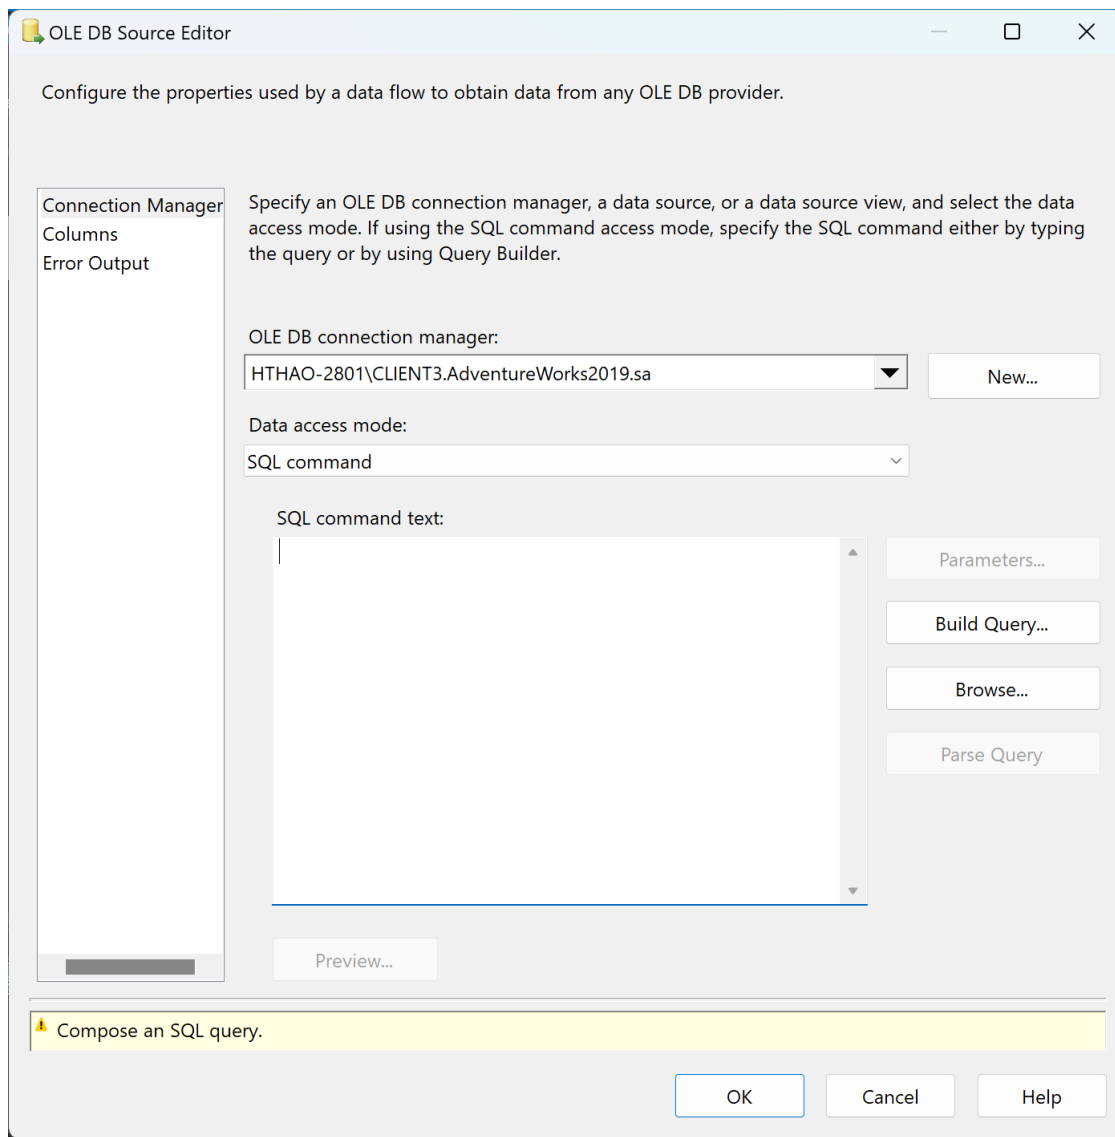 OLE DB Source Editor
Configure the properties used by a data flow to obtain data from any OLE DB provider.
Connection Manager
Columns
Error Output
Specify an OLE DB connection manager, a data source, or a data source view, and select the data
access mode. If using the SQL command access mode, specify the SQL command either by typing
the query or by using Query Builder.
OLE DB connection manager:
HTHAO-2801\CLIENT3.AdventureWorks2019.sa
New...
Data access mode:
SQL command
SQL command text:
Parameters...
Build Query...
Browse...
Parse Query
Preview...
Compose an SQL query.
OK
Cancel
Help